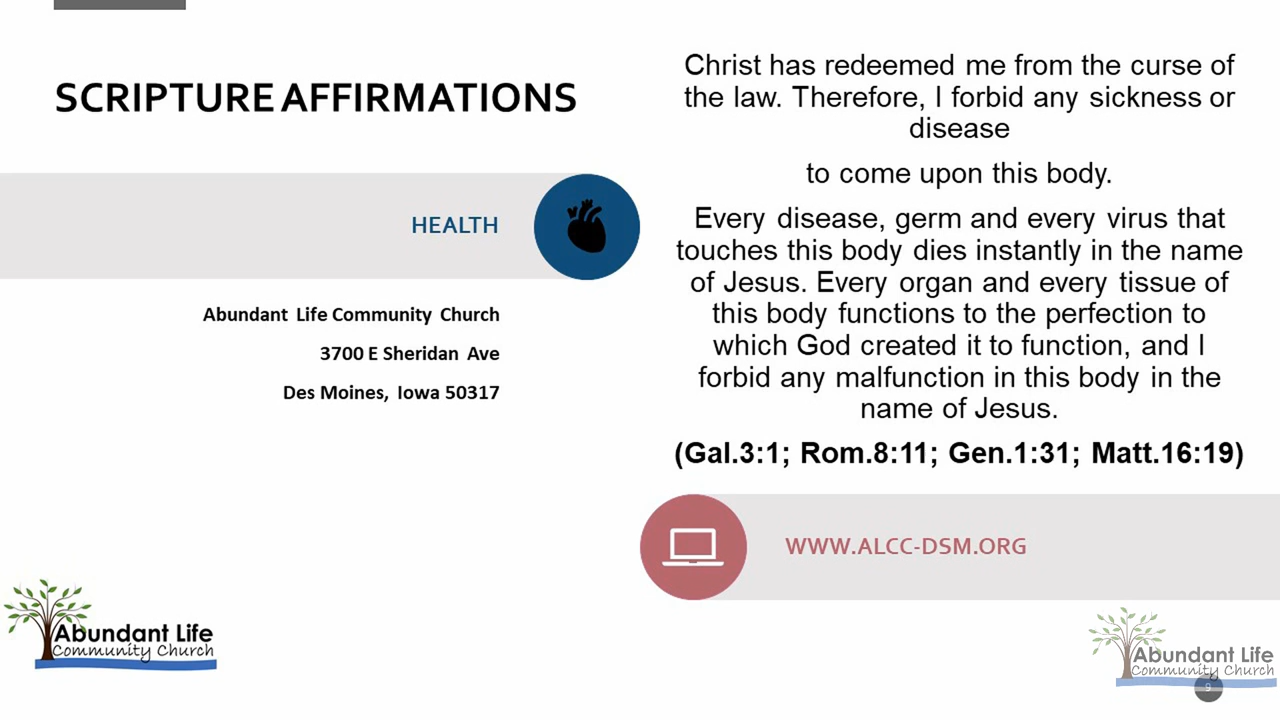 SCRIPTURE AFFIRMATIONS
HEALTH
Abundant Life Community Church
3700 E Sheridan Ave
Des Moines, Iowa 50317
Abundant Life
Community Church
Christ has redeemed me from the curse of
the law. Therefore, I forbid any sickness or
disease
to come upon this body.
Every disease, germ and every virus that
touches this body dies instantly in the name
of Jesus. Every organ and every tissue of
this body functions to the perfection to
which God created it to function, and I
forbid any malfunction in this body in the
name of Jesus.
(Gal.3:1; Rom.8:11; Gen.1:31; Matt.16:19)
WWW.ALCC-DSM.ORG
Abundant Life
Community Church
9